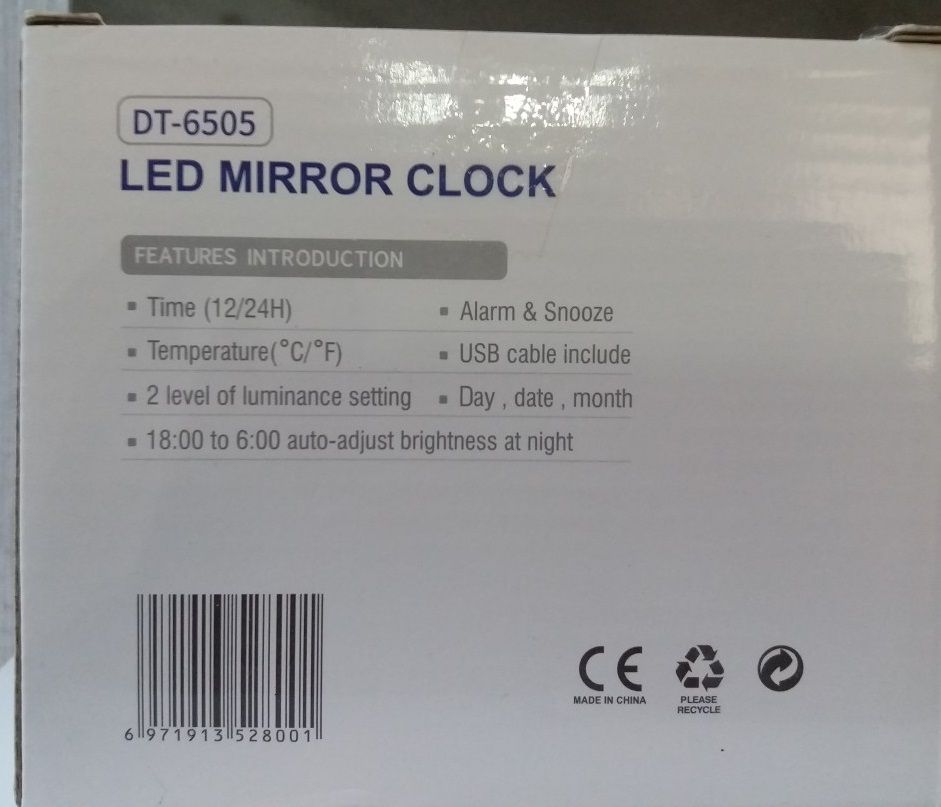 DT-6505
LED MIRROR CLOCK
FEATURES INTRODUCTION
▪ Time (12/24H) ▪ Alarm & Snooze
▪ Temperature(°C/°F) ▪ USB cable include
▪ 2 level of luminance setting ▪ Day , date , month
▪ 18:00 to 6:00 auto-adjust brightness at night
CE
MADE IN CHINA
PLEASE
RECYCLE
6 971913 528001